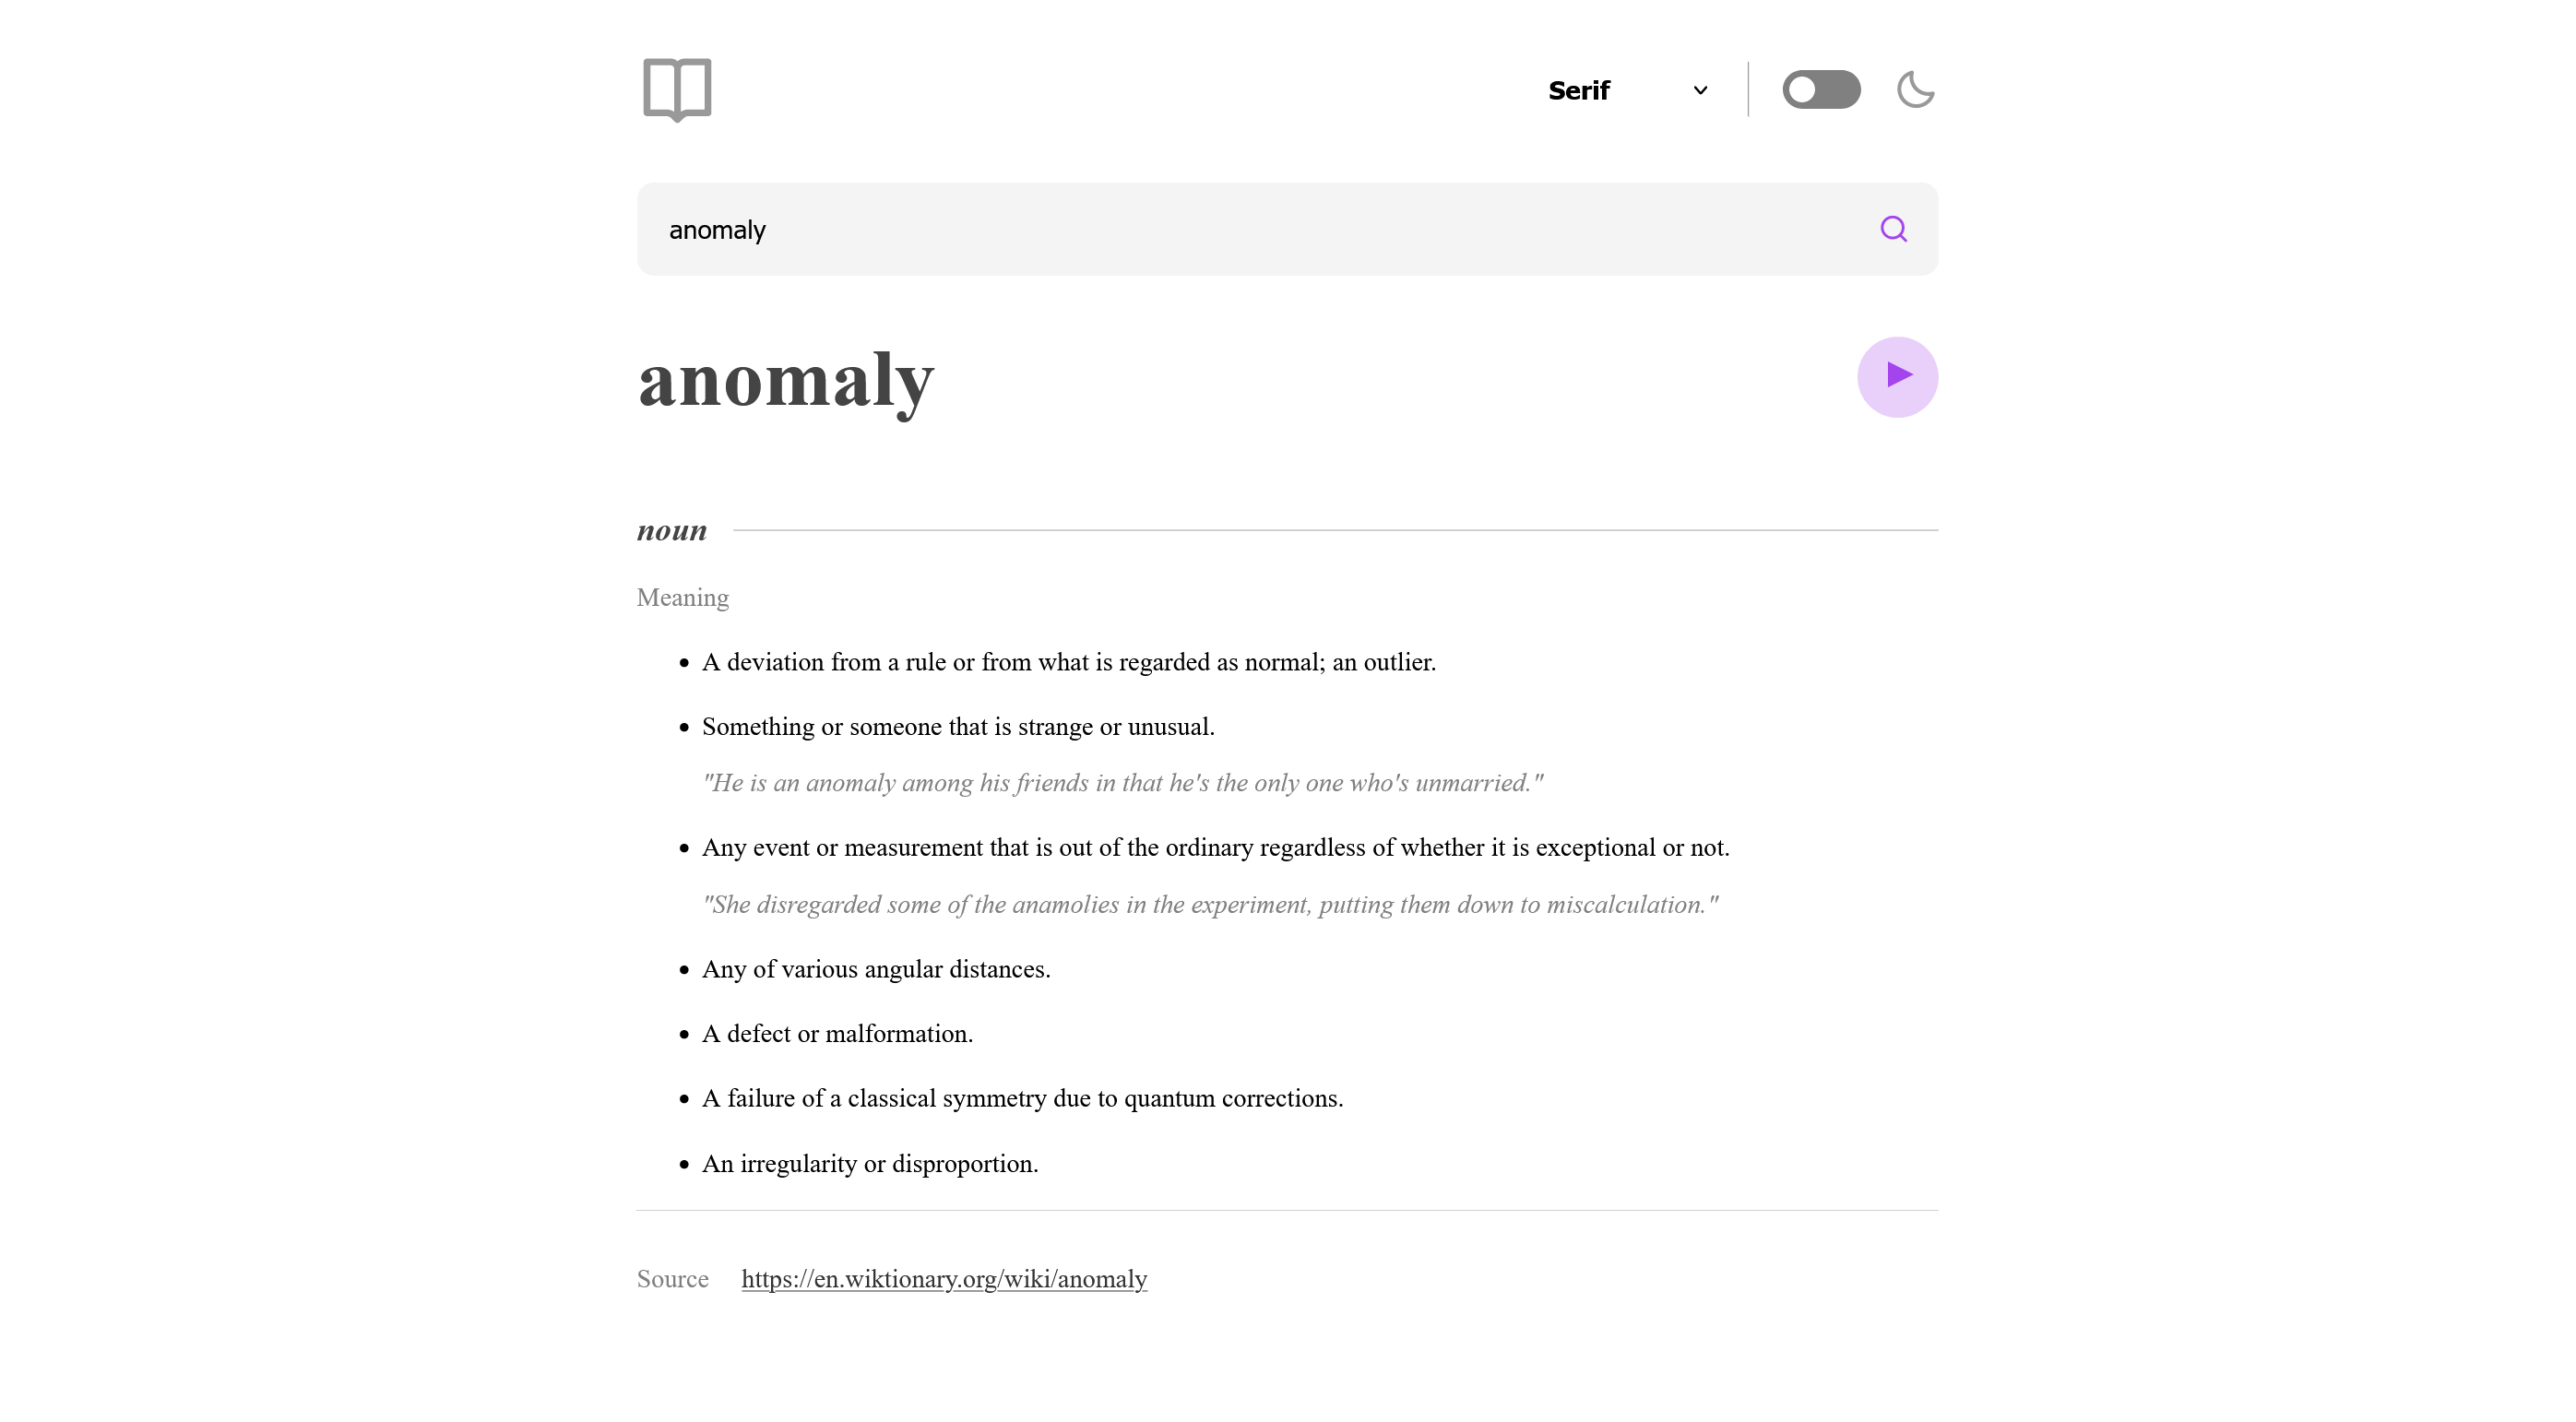 Serif
anomaly
anomaly
noun
Meaning
A deviation from a rule or from what is regarded as normal; an outlier.
Something or someone that is strange or unusual.
"He is an anomaly among his friends in that he's the only one who's unmarried."
Any event or measurement that is out of the ordinary regardless of whether it is exceptional or not.
"She disregarded some of the anamolies in the experiment, putting them down to miscalculation."
Any of various angular distances.
A defect or malformation.
A failure of a classical symmetry due to quantum corrections.
An irregularity or disproportion.
Source https://en.wiktionary.org/wiki/anomaly